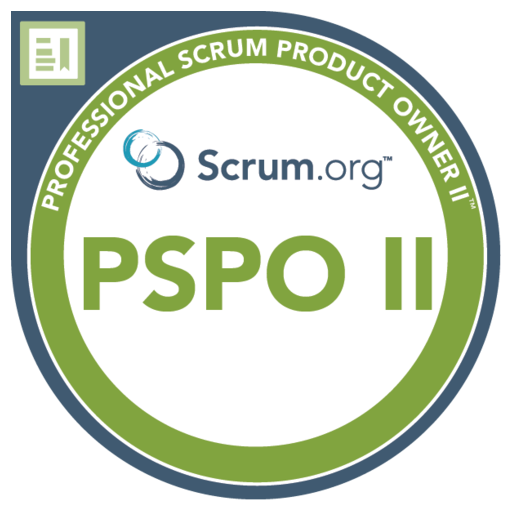 PROFESSIONAL SCRUM PRODUCT OWNER II™
Scrum.org™
PSPO II